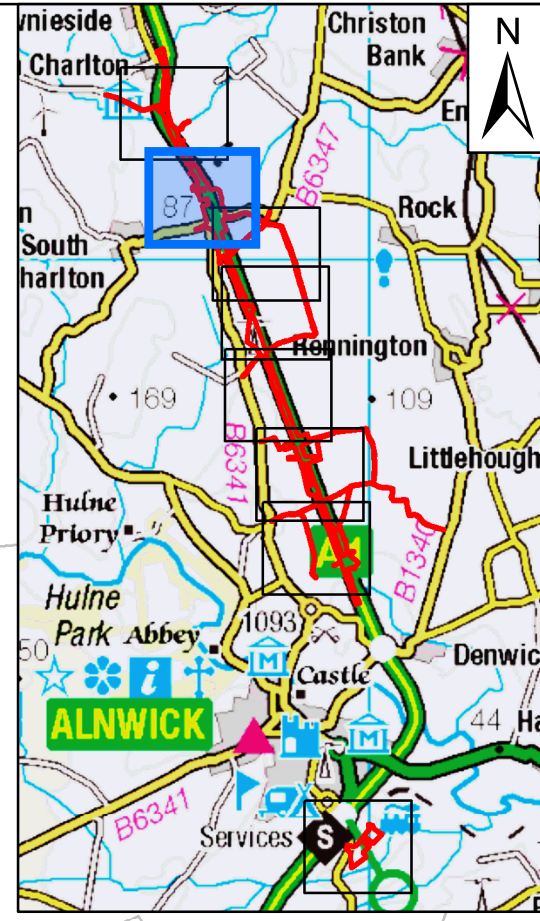 wnieside
Christon
Bank
N
Charlton
En
B6347
87
Rock
South
harlton
n
Rennington
169
109
B6341
Littlehough
Hulne
Priory
A1
B1340
Hulne
Park
Abbey
1093
50
M
Castle
Denwic
i
ALNWICK
44
Ha
M
B6341
Services
S